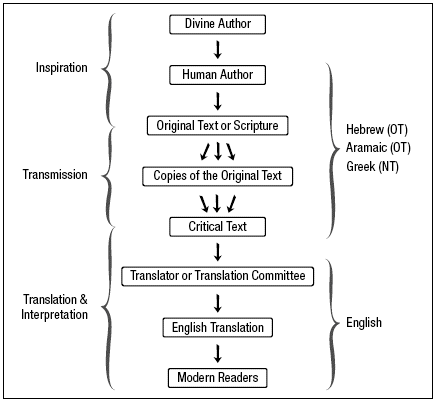 Divine Author
Inspiration
Human Author
Original Text or Scripture
Hebrew (OT)
Aramaic (OT)
Greek (NT)
Transmission
Copies of the Original Text
Critical Text
Translator or Translation Committee
Translation &
Interpretation
English Translation
English
Modern Readers